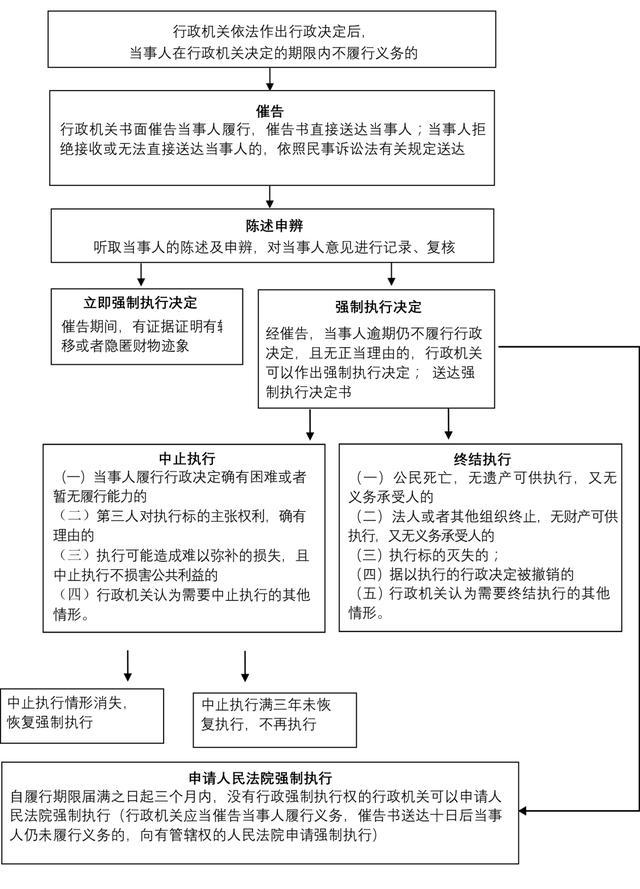 行政机关依法作出行政决定后，
当事人在行政机关决定的期限内不履行义务的
催告
行政机关书面催告当事人履行，催告书直接送达当事人；当事人拒
绝接收或无法直接送达当事人的，依照民事诉讼法有关规定送达
陈述申辨
听取当事人的陈述及申辨，对当事人意见进行记录、复核
立即强制执行决定
催告期间，有证据证明有转
移或者隐匿财物迹象
强制执行决定
经催告，当事人逾期仍不履行行政
决定，且无正当理由的，行政机关
可以作出强制执行决定； 送达强
制执行决定书
中止执行
（一）当事人履行行政决定确有困难或者
暂无履行能力的
（二）第三人对执行标的主张权利，确有
理由的
（三）执行可能造成难以弥补的损失，且
中止执行不损害公共利益的
（四）行政机关认为需要中止执行的其他
情形。
终结执行
（一）公民死亡，无遗产可供执行，又无
义务承受人的
（二）法人或者其他组织终止，无财产可供
执行，又无义务承受人的
（三）执行标的灭失的；
（四）据以执行的行政决定被撤销的
（五）行政机关认为需要终结执行的其他
情形。
中止执行情形消失，
恢复强制执行
中止执行满三年未恢
复执行，不再执行
申请人民法院强制执行
自履行期限届满之日起三个月内，没有行政强制执行权的行政机关可以申请人
民法院强制执行（行政机关应当催告当事人履行义务，催告书送达十日后当事
人仍未履行义务的，向有管辖权的人民法院申请强制执行）